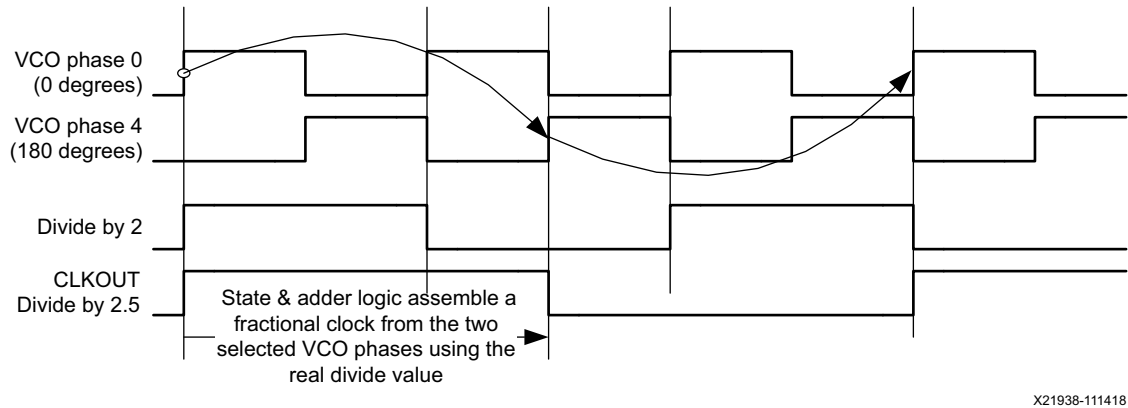 VCO phase 0
(0 degrees)
VCO phase 4
(180 degrees)
Divide by 2
CLKOUT
Divide by 2.5
State & adder logic assemble a
fractional clock from the two
selected VCO phases using the
real divide value
X21938-111418